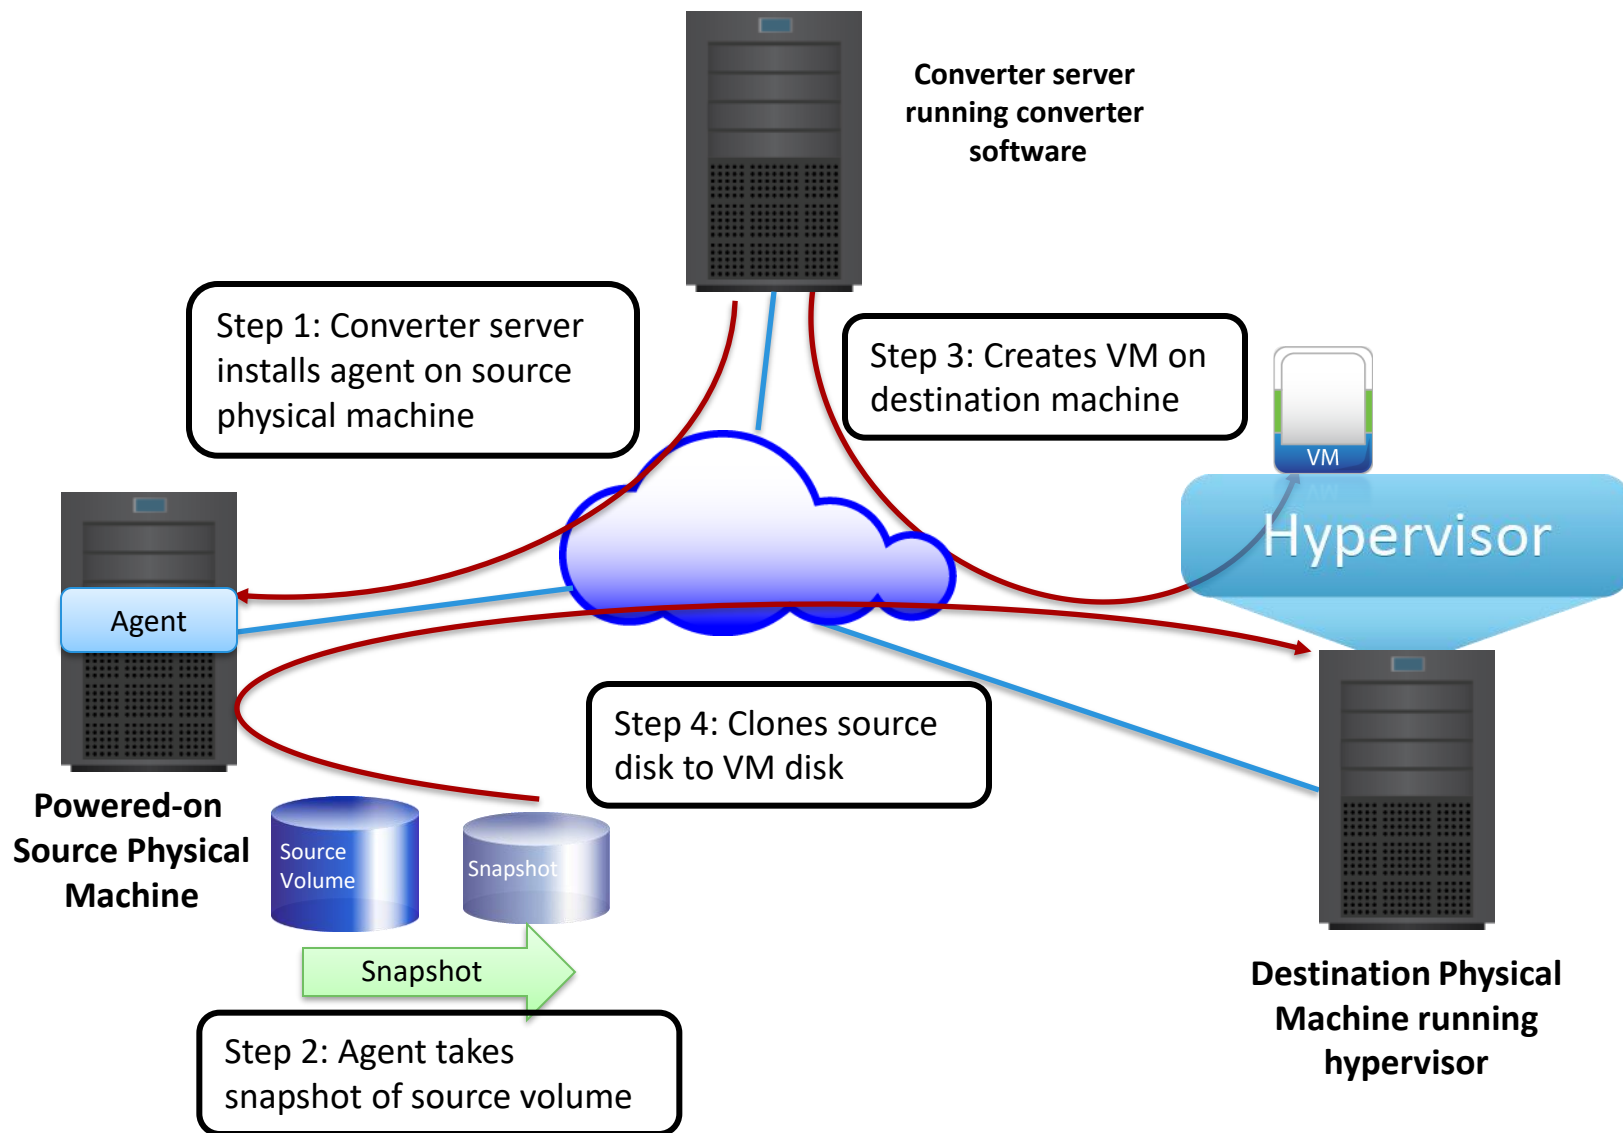 Converter server
running converter
software
Step 1: Converter server
installs agent on source
physical machine
Step 3: Creates VM on
destination machine
VM
Hypervisor
Agent
Step 4: Clones source
disk to VM disk
Powered-on
Source Physical
Machine
Source
Volume
Snapshot
Snapshot
Step 2: Agent takes
snapshot of source volume
Destination Physical
Machine running
hypervisor